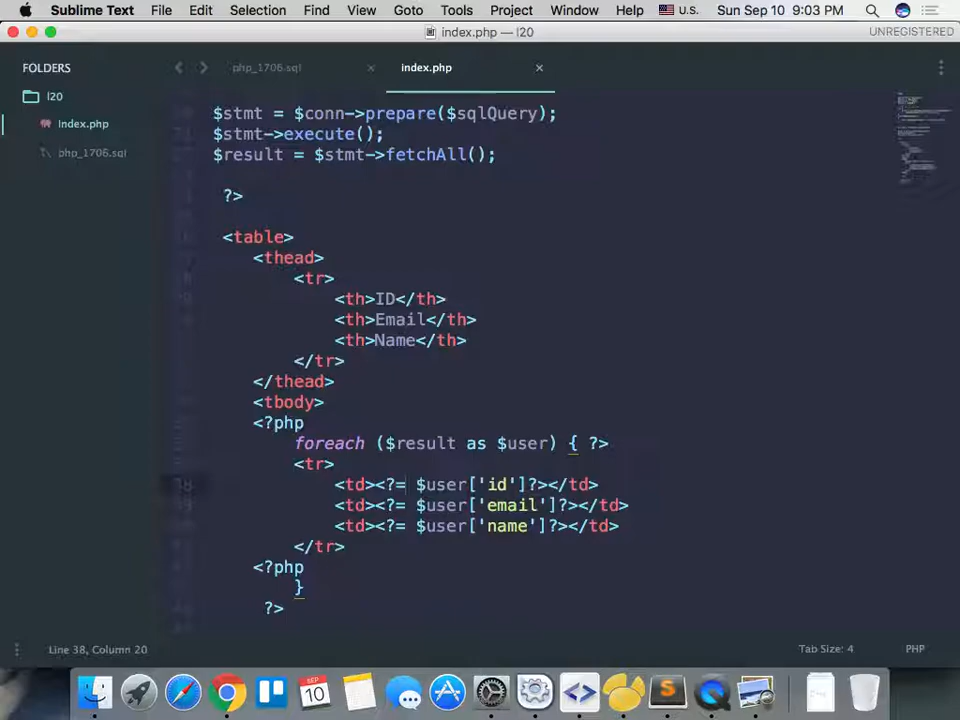 Sublime Text File Edit Selection Find View Goto Tools Project Window Help U.S. Sun Sep 10 9:03 PM
index.php — l20 UNREGISTERED
FOLDERS
l20
index.php
php_1706.sql
php_1706.sql × index.php ×
$stmt = $conn->prepare($sqlQuery);
$stmt->execute();
$result = $stmt->fetchAll();
?>
<table>
<thead>
<tr>
<th>ID</th>
<th>Email</th>
<th>Name</th>
</tr>
</thead>
<tbody>
<?php
foreach ($result as $user) { ?>
<tr>
<td><?= $user['id']?></td>
<td><?= $user['email']?></td>
<td><?= $user['name']?></td>
</tr>
<?php
}
?>
Line 38, Column 20 Tab Size: 4 PHP
SEP
10